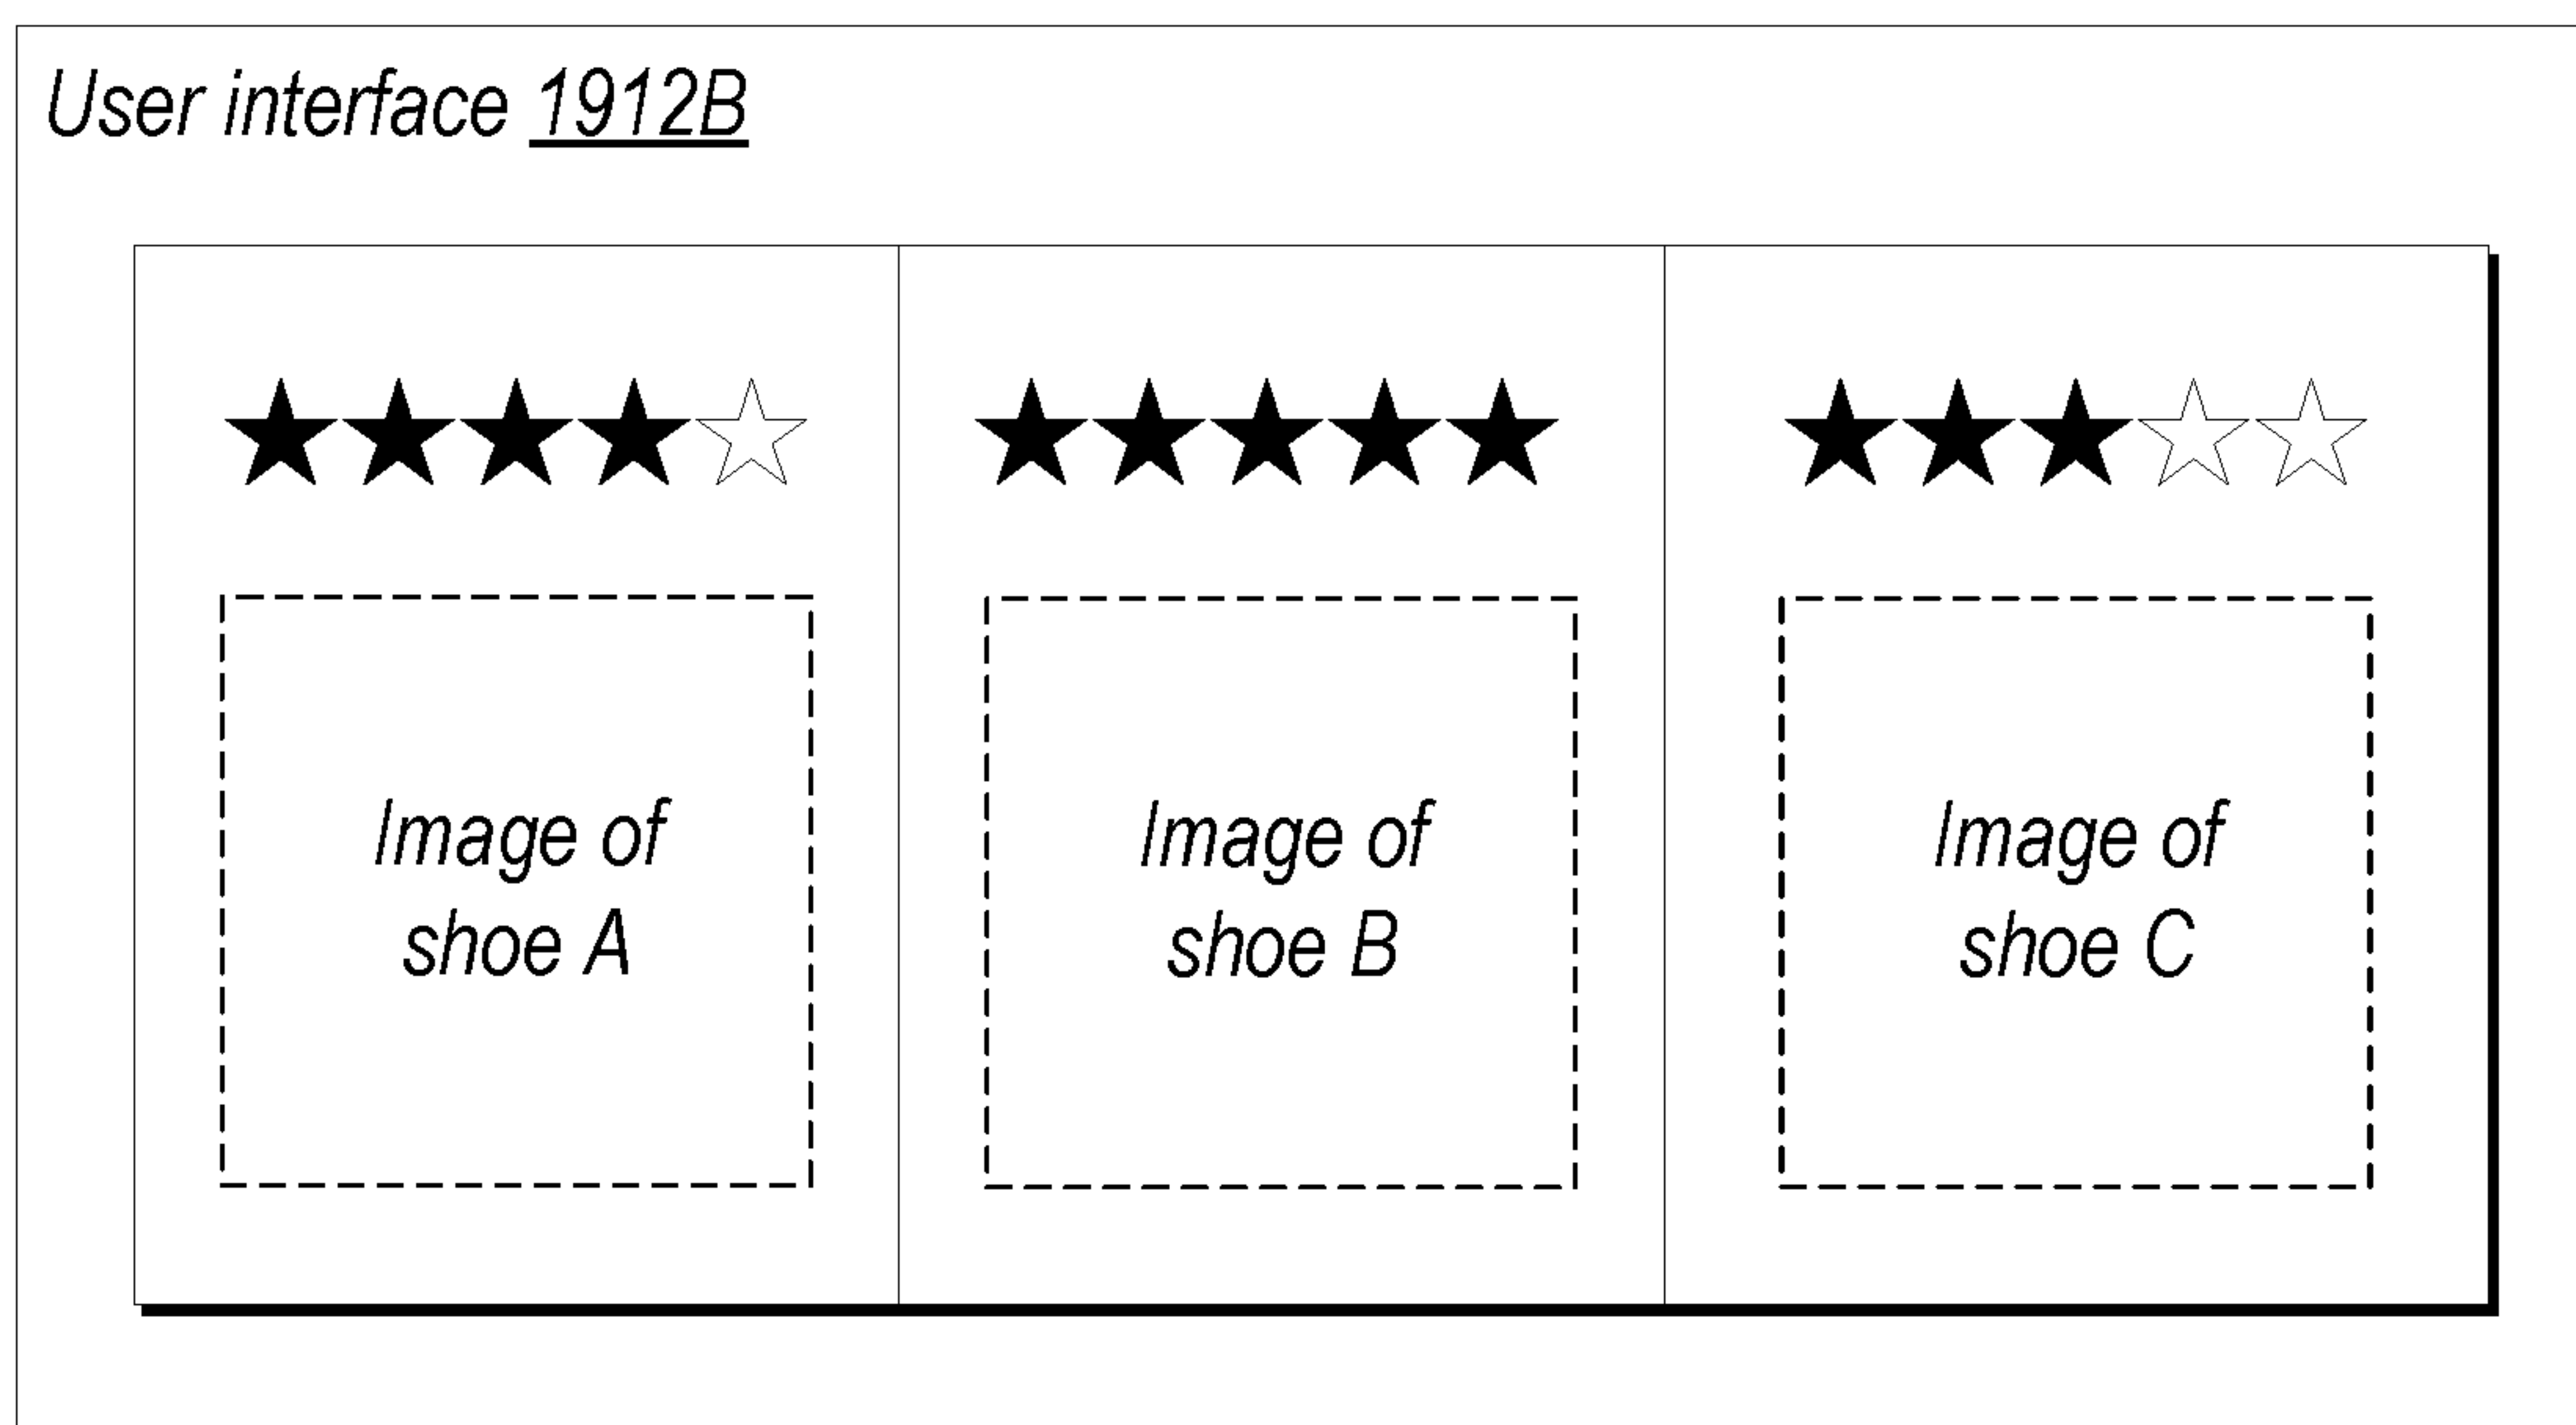 User interface 1912B
Image of
shoe A
Image of
shoe B
Image of
shoe C